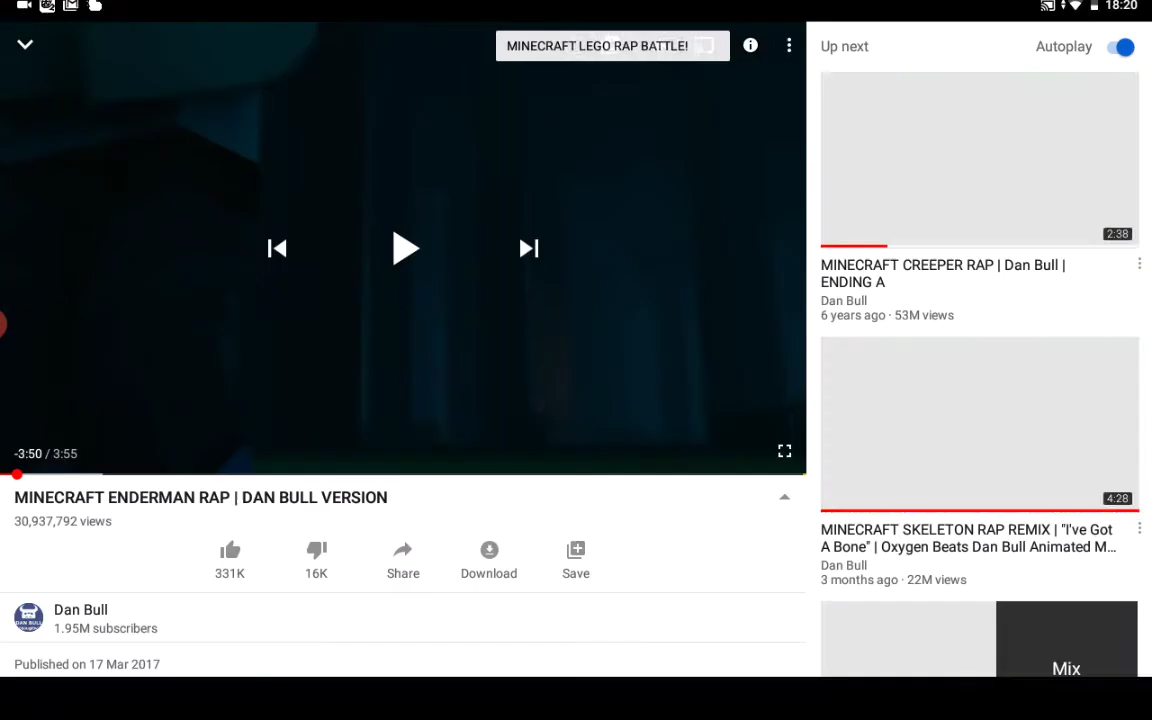 18:20
MINECRAFT LEGO RAP BATTLE!
-3:50 / 3:55
MINECRAFT ENDERMAN RAP | DAN BULL VERSION
30,937,792 views
331K
16K
Share
Download
Save
Dan Bull
1.95M subscribers
Published on 17 Mar 2017
Up next
Autoplay
2:38
MINECRAFT CREEPER RAP | Dan Bull |
ENDING A
Dan Bull
6 years ago · 53M views
4:28
MINECRAFT SKELETON RAP REMIX | "I've Got
A Bone" | Oxygen Beats Dan Bull Animated M...
Dan Bull
3 months ago · 22M views
Mix